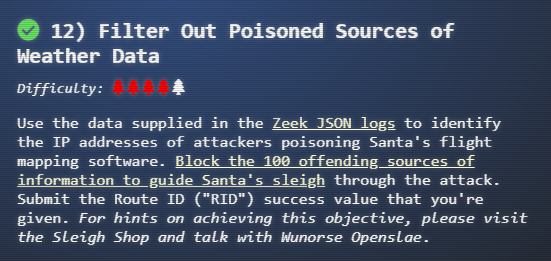 12) Filter Out Poisoned Sources of
Weather Data
Difficulty:
Use the data supplied in the Zeek JSON logs to identify
the IP addresses of attackers poisoning Santa's flight
mapping software. Block the 100 offending sources of
information to guide Santa's sleigh through the attack.
Submit the Route ID ("RID") success value that you're
given. For hints on achieving this objective, please visit
the Sleigh Shop and talk with Wunorse Openslae.